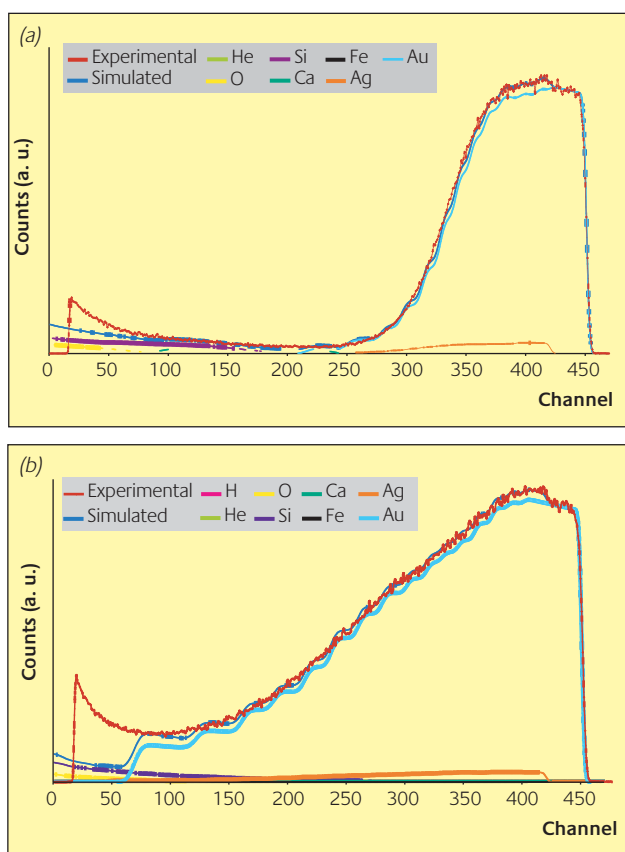 (a)
Experimental He Si Fe Au
Simulated O Ca Ag
Counts (a. u.)
0 50 100 150 200 250 300 350 400 450
Channel
(b)
Experimental H O Ca Ag
Simulated He Si Fe Au
Counts (a. u.)
0 50 100 150 200 250 300 350 400 450
Channel